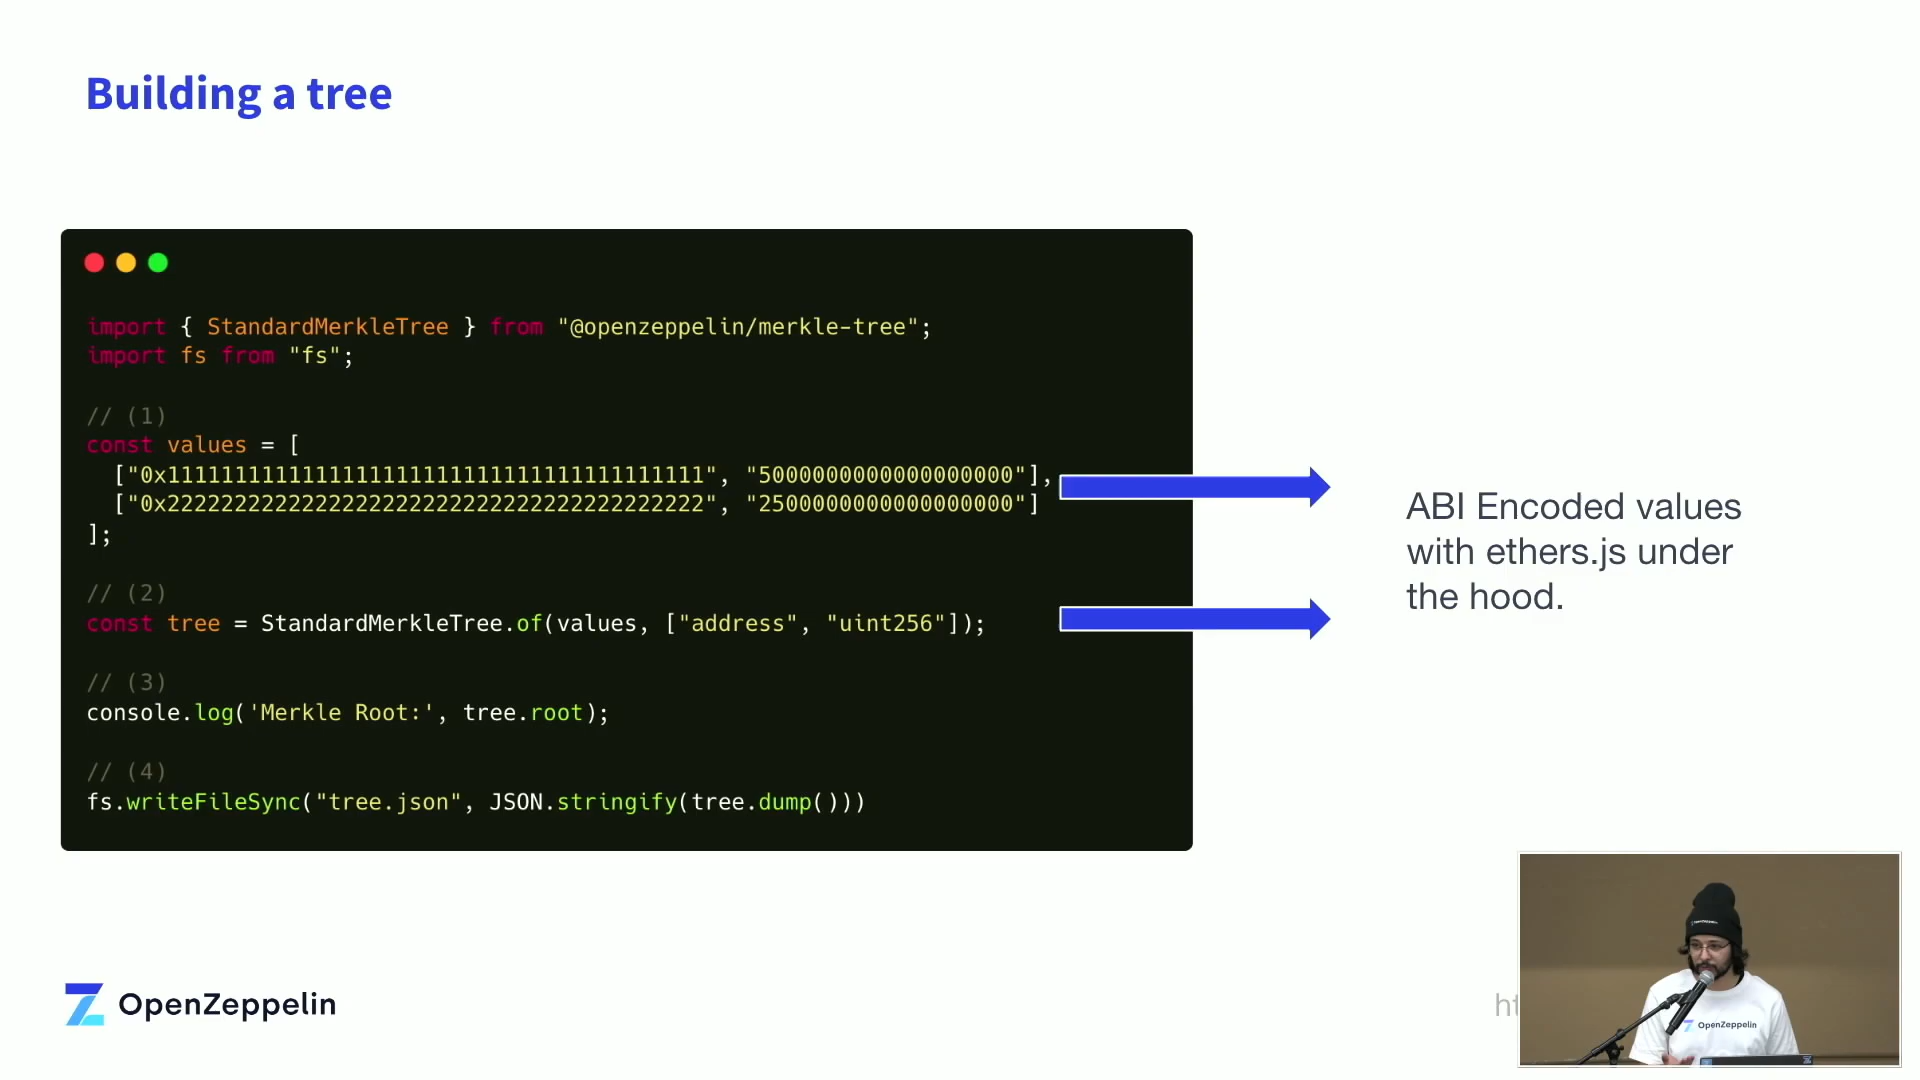 Building a tree
import { StandardMerkleTree } from "@openzeppelin/merkle-tree";
import fs from "fs";
// (1)
const values = [
["0x1111111111111111111111111111111111111111", "5000000000000000000"],
["0x2222222222222222222222222222222222222222", "2500000000000000000"]
];
// (2)
const tree = StandardMerkleTree.of(values, ["address", "uint256"]);
// (3)
console.log('Merkle Root:', tree.root);
// (4)
fs.writeFileSync("tree.json", JSON.stringify(tree.dump()))
ABI Encoded values
with ethers.js under
the hood.
OpenZeppelin
OpenZeppelin